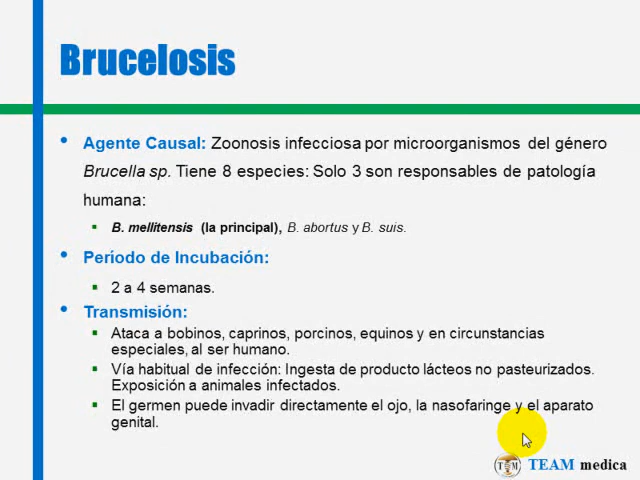 Brucelosis
• Agente Causal: Zoonosis infecciosa por microorganismos del género
Brucella sp. Tiene 8 especies: Solo 3 son responsables de patología
humana:
▪ B. mellitensis (la principal), B. abortus y B. suis.
• Período de Incubación:
▪ 2 a 4 semanas.
• Transmisión:
▪ Ataca a bobinos, caprinos, porcinos, equinos y en circunstancias
especiales, al ser humano.
▪ Vía habitual de infección: Ingesta de producto lácteos no pasteurizados.
Exposición a animales infectados.
▪ El germen puede invadir directamente el ojo, la nasofaringe y el aparato
genital.
TM TEAM medica